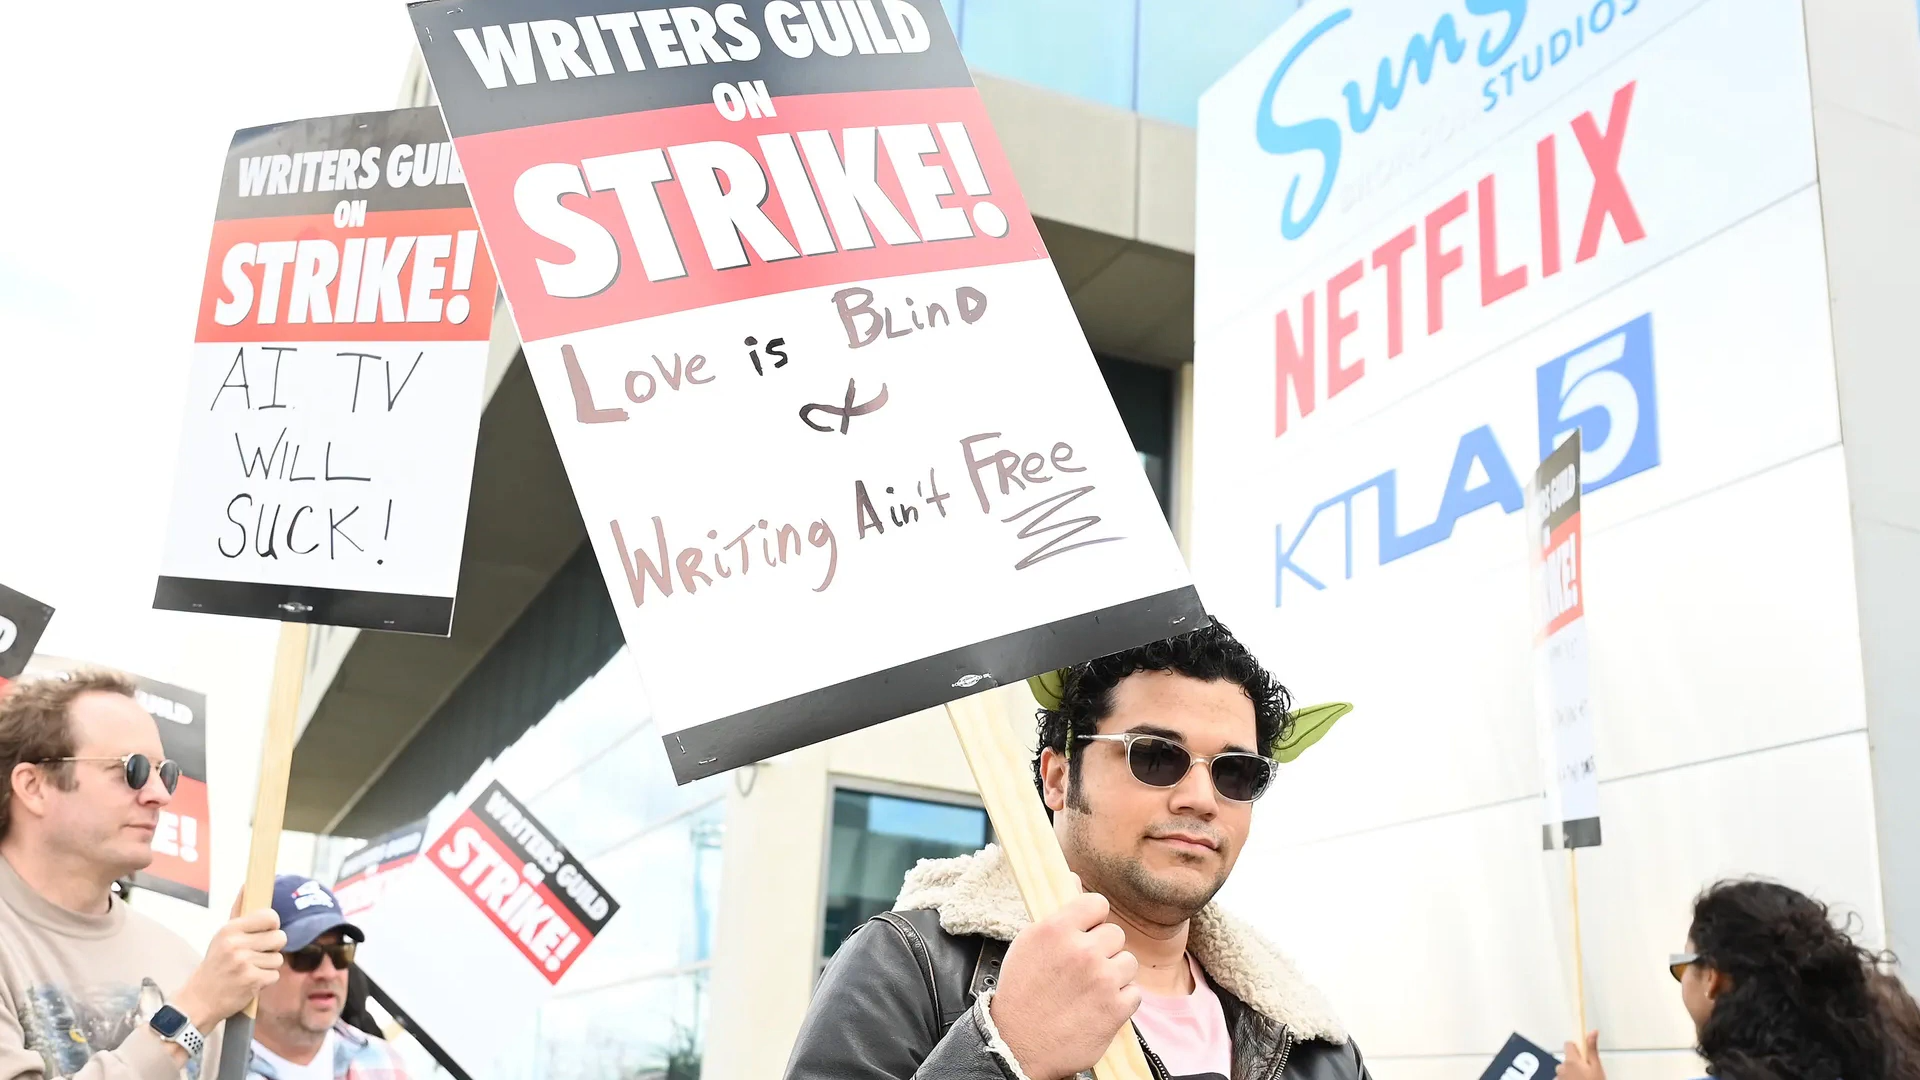 WRITERS GUILD
ON
STRIKE!
AI TV
WILL
SUCK!
WRITERS GUILD
ON
STRIKE!
Love is Blind
&
Writing Ain't Free
STUDIOS
NETFLIX
KTLA 5
WRITERS GUILD
ON
STRIKE!